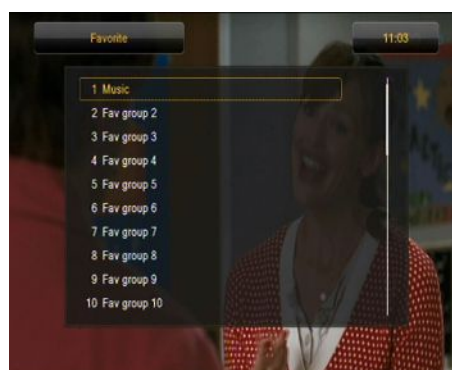 Favorite
11:03
1 Music
2 Fav group 2
3 Fav group 3
4 Fav group 4
5 Fav group 5
6 Fav group 6
7 Fav group 7
8 Fav group 8
9 Fav group 9
10 Fav group 10